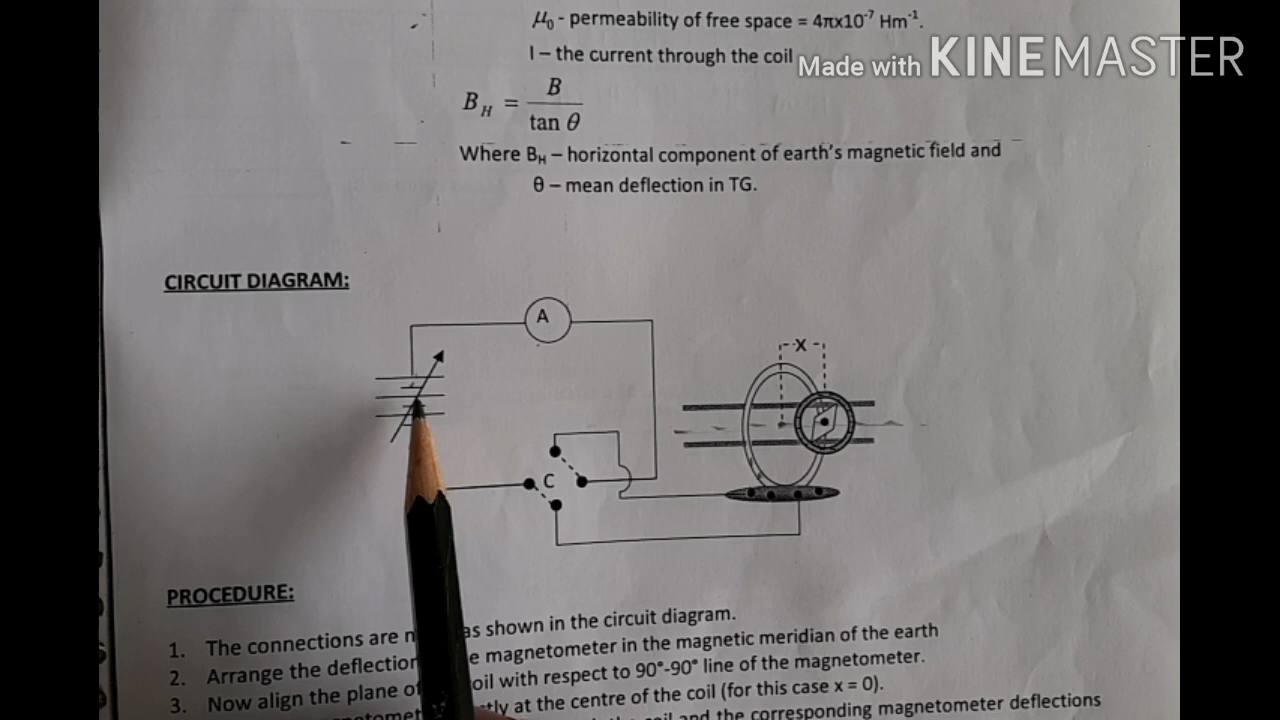 μ₀ - permeability of free space = 4πx10⁻⁷ Hm⁻¹.
I – the current through the coil
Made with KINEMASTER
B_H = B / tan θ
Where B_H – horizontal component of earth's magnetic field and
θ – mean deflection in TG.
CIRCUIT DIAGRAM:
A
X
C
PROCEDURE:
1. The connections are as shown in the circuit diagram.
2. Arrange the deflection magnetometer in the magnetic meridian of the earth
3. Now align the plane of coil with respect to 90°-90° line of the magnetometer.
at the centre of the coil (for this case x = 0).
and the corresponding magnetometer deflections